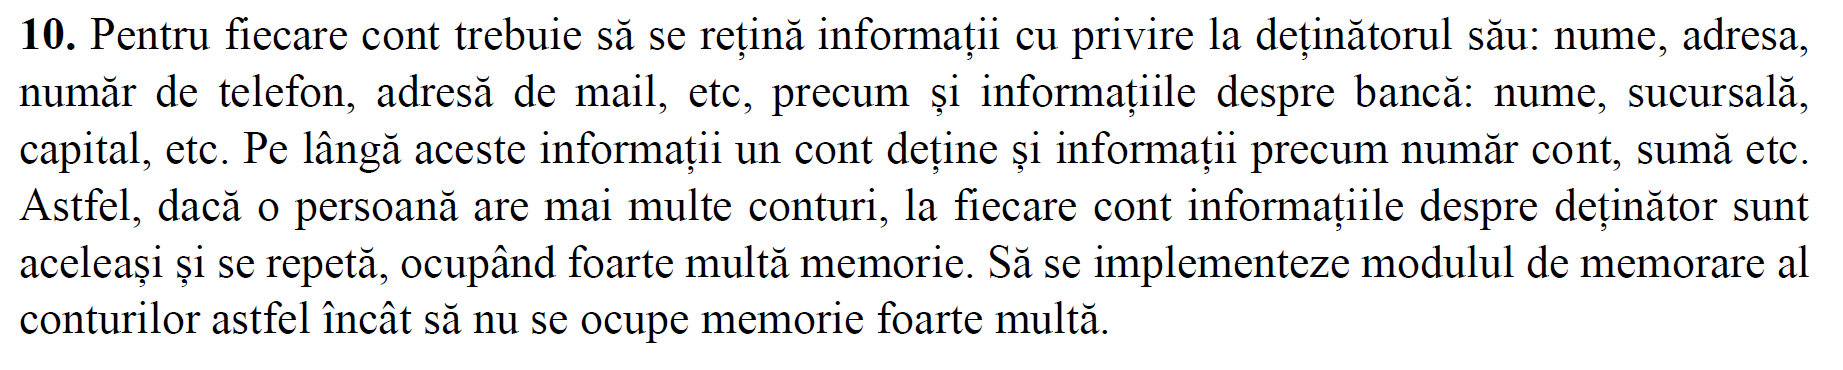 10. Pentru fiecare cont trebuie să se rețină informații cu privire la deținătorul său: nume, adresa,
număr de telefon, adresă de mail, etc, precum și informațiile despre bancă: nume, sucursală,
capital, etc. Pe lângă aceste informații un cont deține și informații precum număr cont, sumă etc.
Astfel, dacă o persoană are mai multe conturi, la fiecare cont informațiile despre deținător sunt
aceleași și se repetă, ocupând foarte multă memorie. Să se implementeze modulul de memorare al
conturilor astfel încât să nu se ocupe memorie foarte multă.